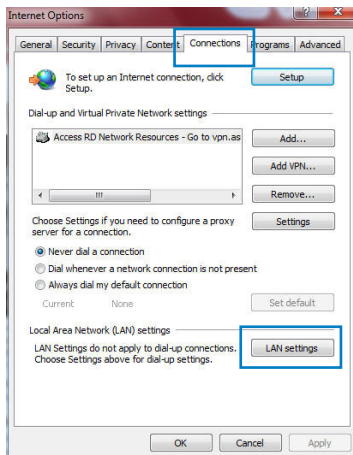 Internet Options
General Security Privacy Content Connections Programs Advanced
To set up an Internet connection, click
Setup.
Setup
Dial-up and Virtual Private Network settings
Access RD Network Resources - Go to vpn.as
Add...
Add VPN...
Remove...
Choose Settings if you need to configure a proxy
server for a connection.
Settings
Never dial a connection
Dial whenever a network connection is not present
Always dial my default connection
Current None
Set default
Local Area Network (LAN) settings
LAN Settings do not apply to dial-up connections.
Choose Settings above for dial-up settings.
LAN settings
OK Cancel Apply